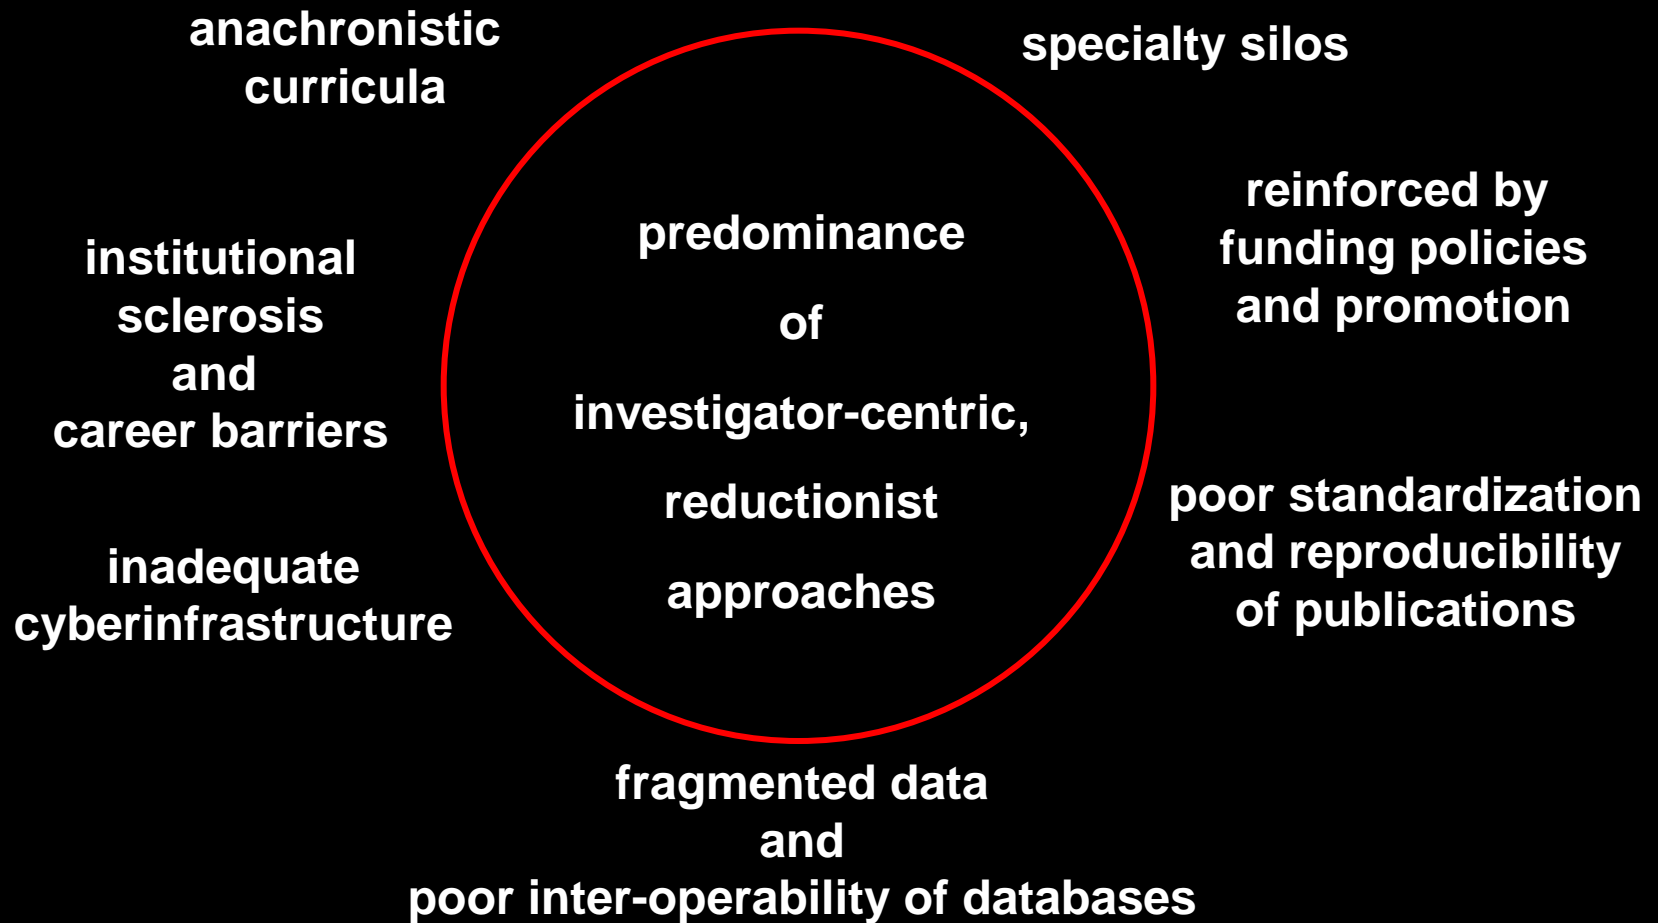 anachronistic
curricula
specialty silos
institutional
sclerosis
and
career barriers
predominance
of
investigator-centric,
reductionist
approaches
reinforced by
funding policies
and promotion
inadequate
cyberinfrastructure
poor standardization
and reproducibility
of publications
fragmented data
and
poor inter-operability of databases